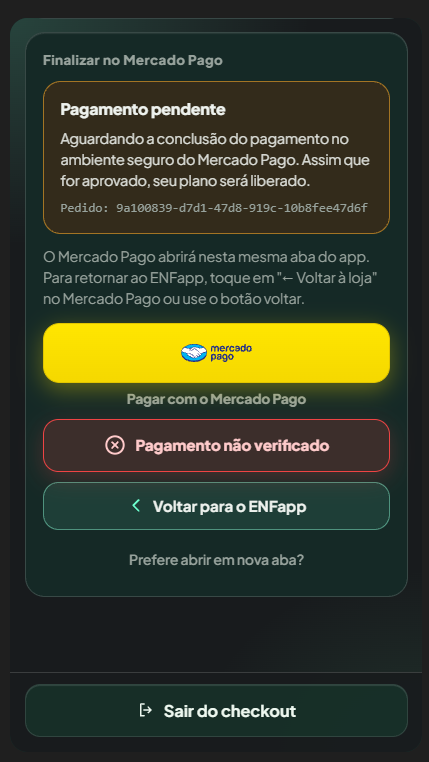 Finalizar no Mercado Pago
Pagamento pendente
Aguardando a conclusão do pagamento no
ambiente seguro do Mercado Pago. Assim que
for aprovado, seu plano será liberado.
Pedido: 9a100839-d7d1-47d8-919c-10b8fee47d6f
O Mercado Pago abrirá nesta mesma aba do app.
Para retornar ao ENFapp, toque em "← Voltar à loja"
no Mercado Pago ou use o botão voltar.
mercado
pago
Pagar com o Mercado Pago
Pagamento não verificado
Voltar para o ENFapp
Prefere abrir em nova aba?
Sair do checkout